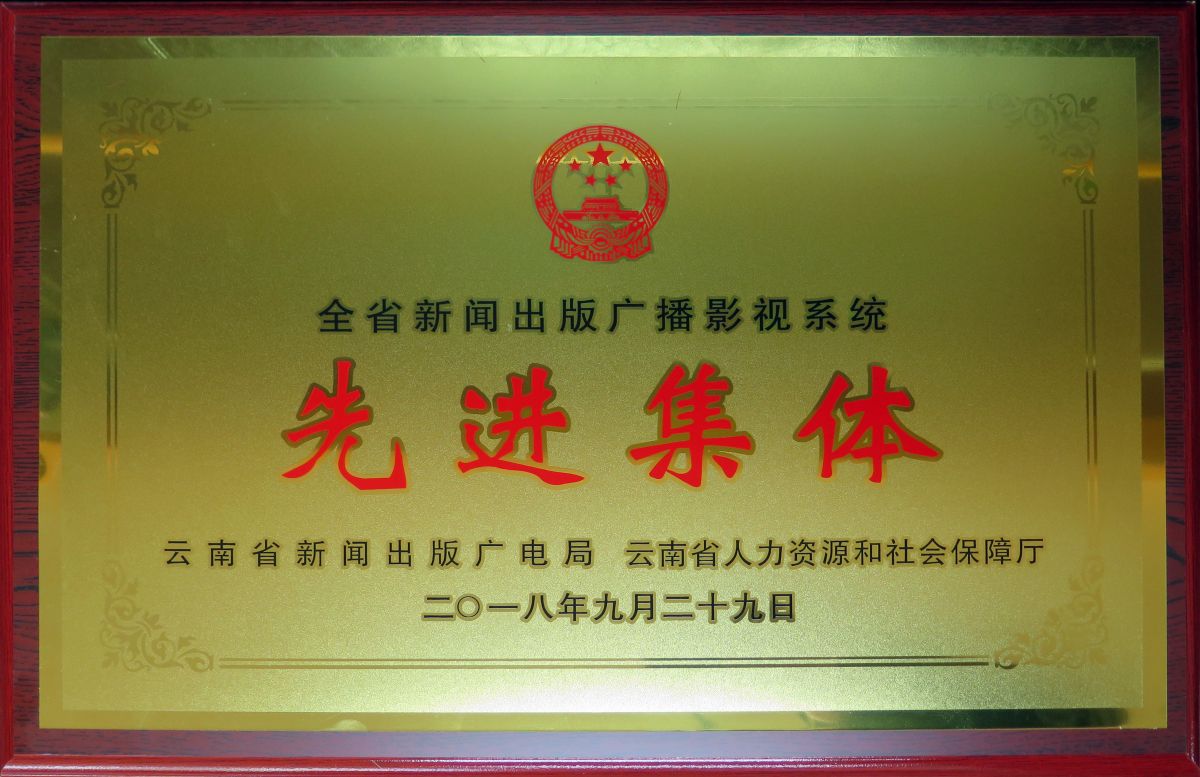 全省新闻出版广播影视系统
先进集体
云南省新闻出版广电局 云南省人力资源和社会保障厅
二〇一八年九月二十九日